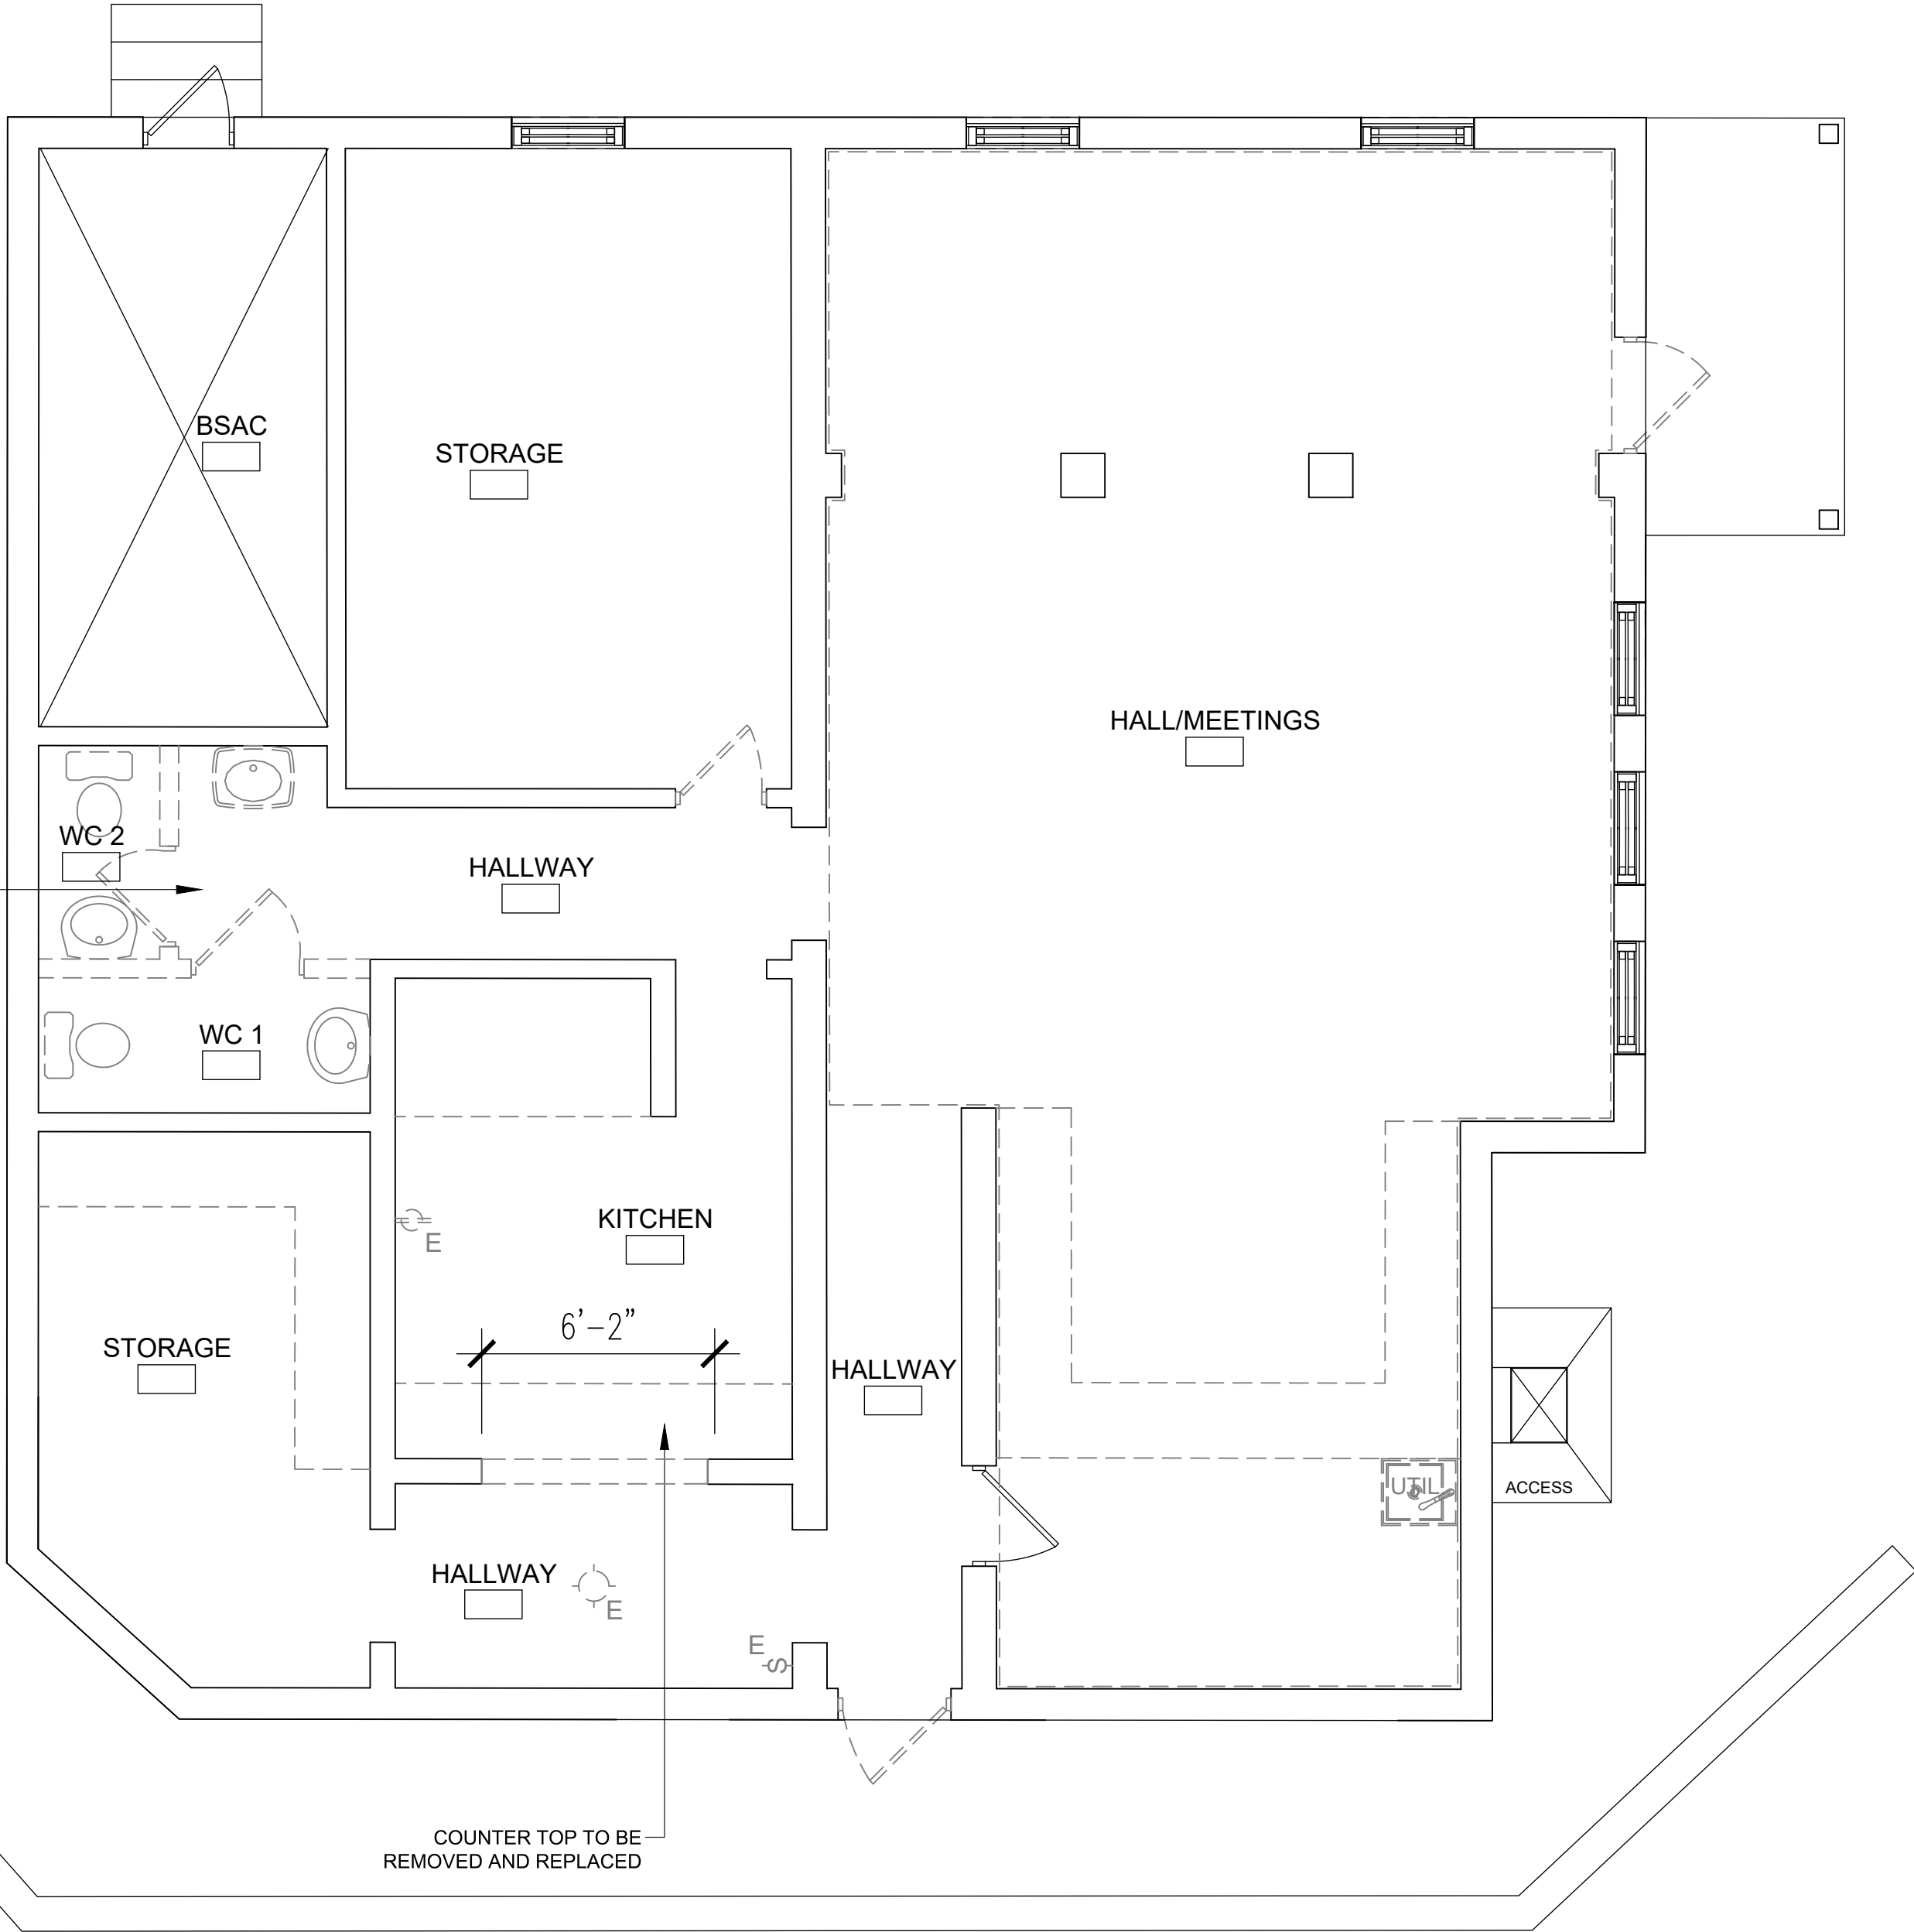 BSAC
STORAGE
HALL/MEETINGS
WC 2
HALLWAY
WC 1
KITCHEN
E
6'-2"
STORAGE
HALLWAY
UTIL
ACCESS
HALLWAY
E
E
S
COUNTER TOP TO BE
REMOVED AND REPLACED